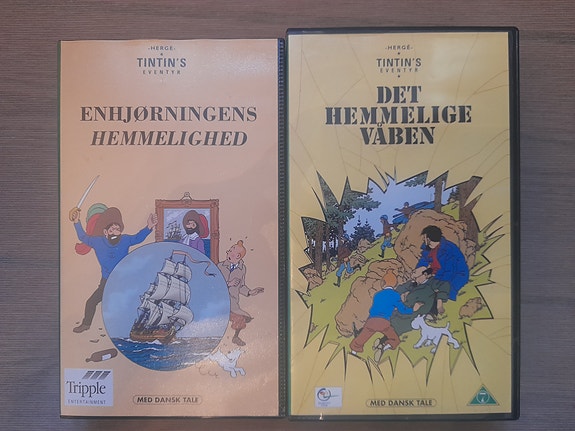 -HERGÉ-
TINTIN'S
EVENTYR
ENHJØRNINGENS
HEMMELIGHED
Tripple
ENTERTAINMENT
MED DANSK TALE
-HERGÉ-
TINTIN'S
EVENTYR
DET
HEMMELIGE
VÅBEN
MED DANSK TALE